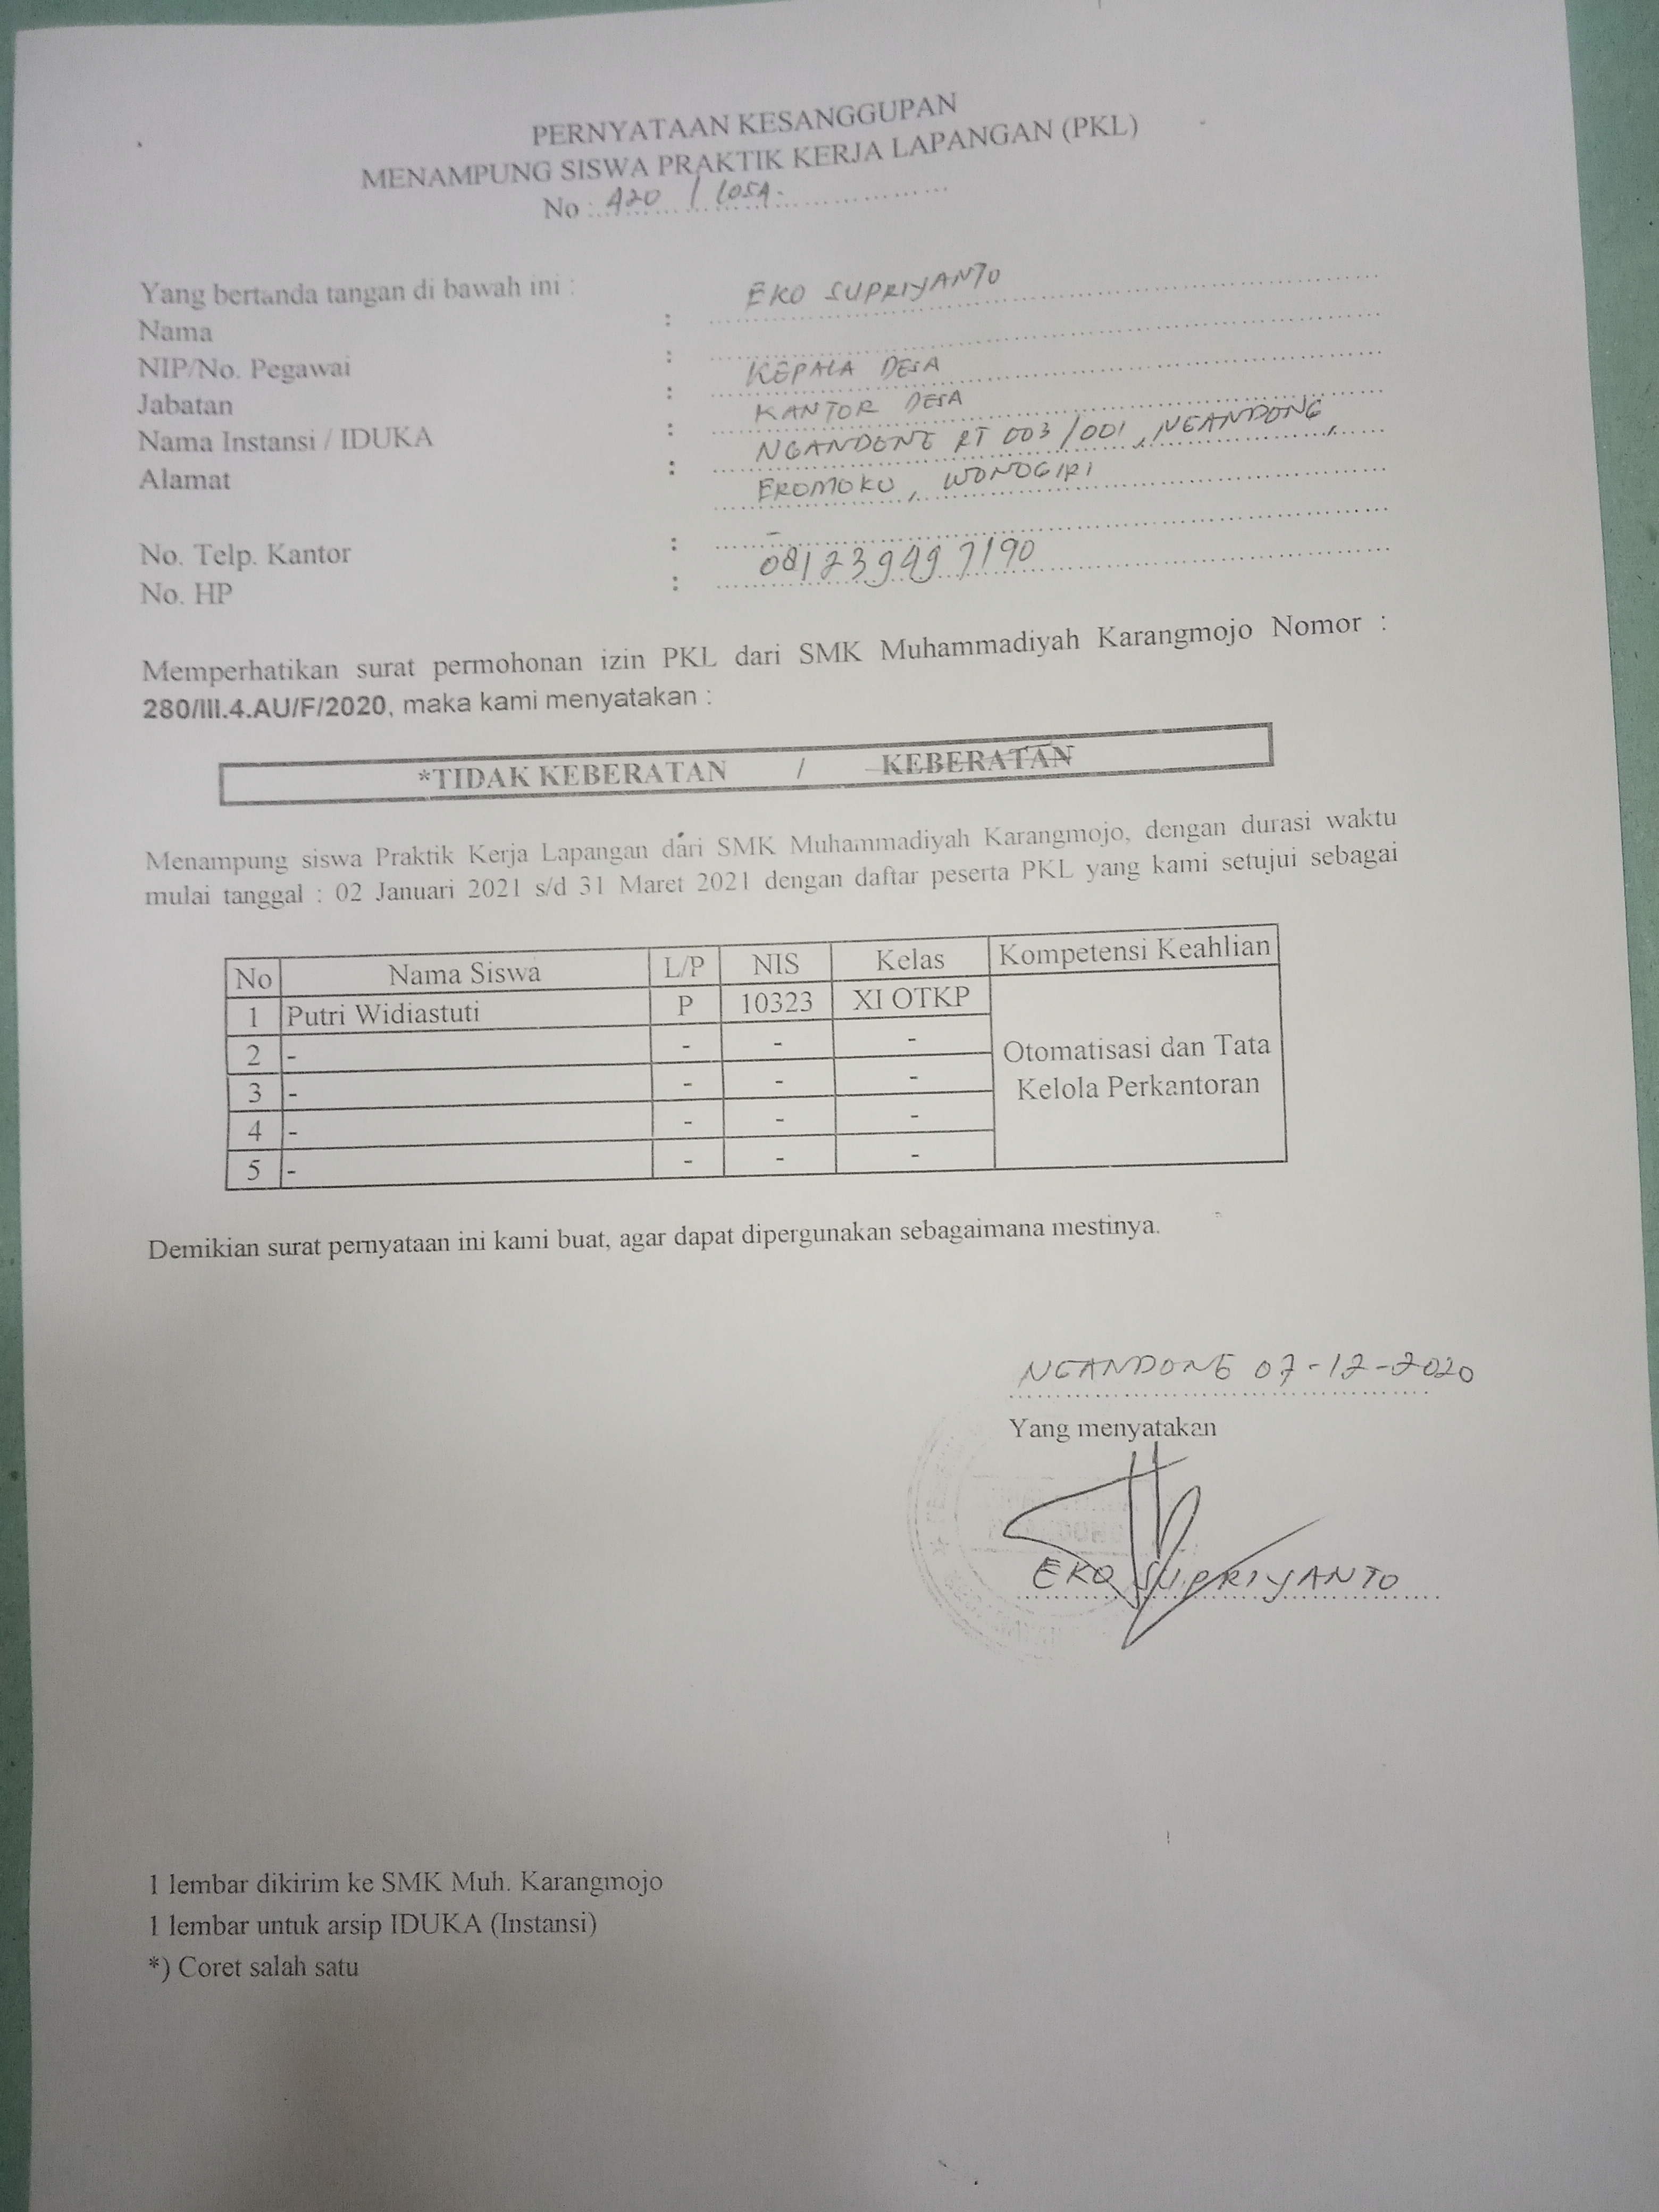 PERNYATAAN KESANGGUPAN
MENAMPUNG SISWA PRAKTIK KERJA LAPANGAN (PKL)
No : 420 / 1054.
Yang bertanda tangan di bawah ini :
Nama : EKO SUPRIYANTO
NIP/No. Pegawai :
Jabatan : KEPALA DESA
Nama Instansi / IDUKA : KANTOR DESA
Alamat : NGANDONG RT 003/001, NGANDONG,
EROMOKO, WONOGIRI
No. Telp. Kantor : -
No. HP : 081239497190
Memperhatikan surat permohonan izin PKL dari SMK Muhammadiyah Karangmojo Nomor :
280/III.4.AU/F/2020, maka kami menyatakan :
*TIDAK KEBERATAN / KEBERATAN
Menampung siswa Praktik Kerja Lapangan dari SMK Muhammadiyah Karangmojo, dengan durasi waktu
mulai tanggal : 02 Januari 2021 s/d 31 Maret 2021 dengan daftar peserta PKL yang kami setujui sebagai
No Nama Siswa L/P NIS Kelas Kompetensi Keahlian
1 Putri Widiastuti P 10323 XI OTKP
2 - - - -
Otomatisasi dan Tata
3 - - - -
Kelola Perkantoran
4 - - - -
5 - - - -
Demikian surat pernyataan ini kami buat, agar dapat dipergunakan sebagaimana mestinya.
NGANDONG 07-12-2020
Yang menyatakan
EKO SUPRIYANTO
1 lembar dikirim ke SMK Muh. Karangmojo
1 lembar untuk arsip IDUKA (Instansi)
*) Coret salah satu